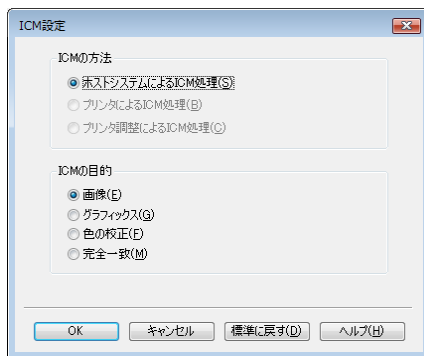 ICM設定
ICMの方法
ホストシステムによるICM処理(S)
プリンタによるICM処理(B)
プリンタ調整によるICM処理(C)
ICMの目的
画像(E)
グラフィックス(G)
色の校正(F)
完全一致(M)
OK キャンセル 標準に戻す(D) ヘルプ(H)